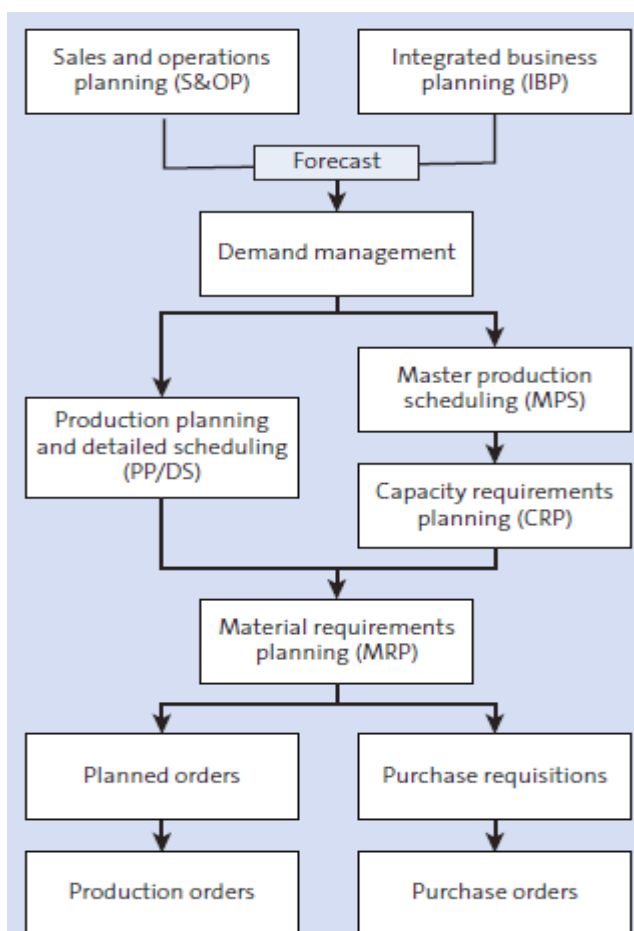 Sales and operations
planning (S&OP)
Integrated business
planning (IBP)
Forecast
Demand management
Master production
scheduling (MPS)
Production planning
and detailed scheduling
(PP/DS)
Capacity requirements
planning (CRP)
Material requirements
planning (MRP)
Planned orders
Purchase requisitions
Production orders
Purchase orders